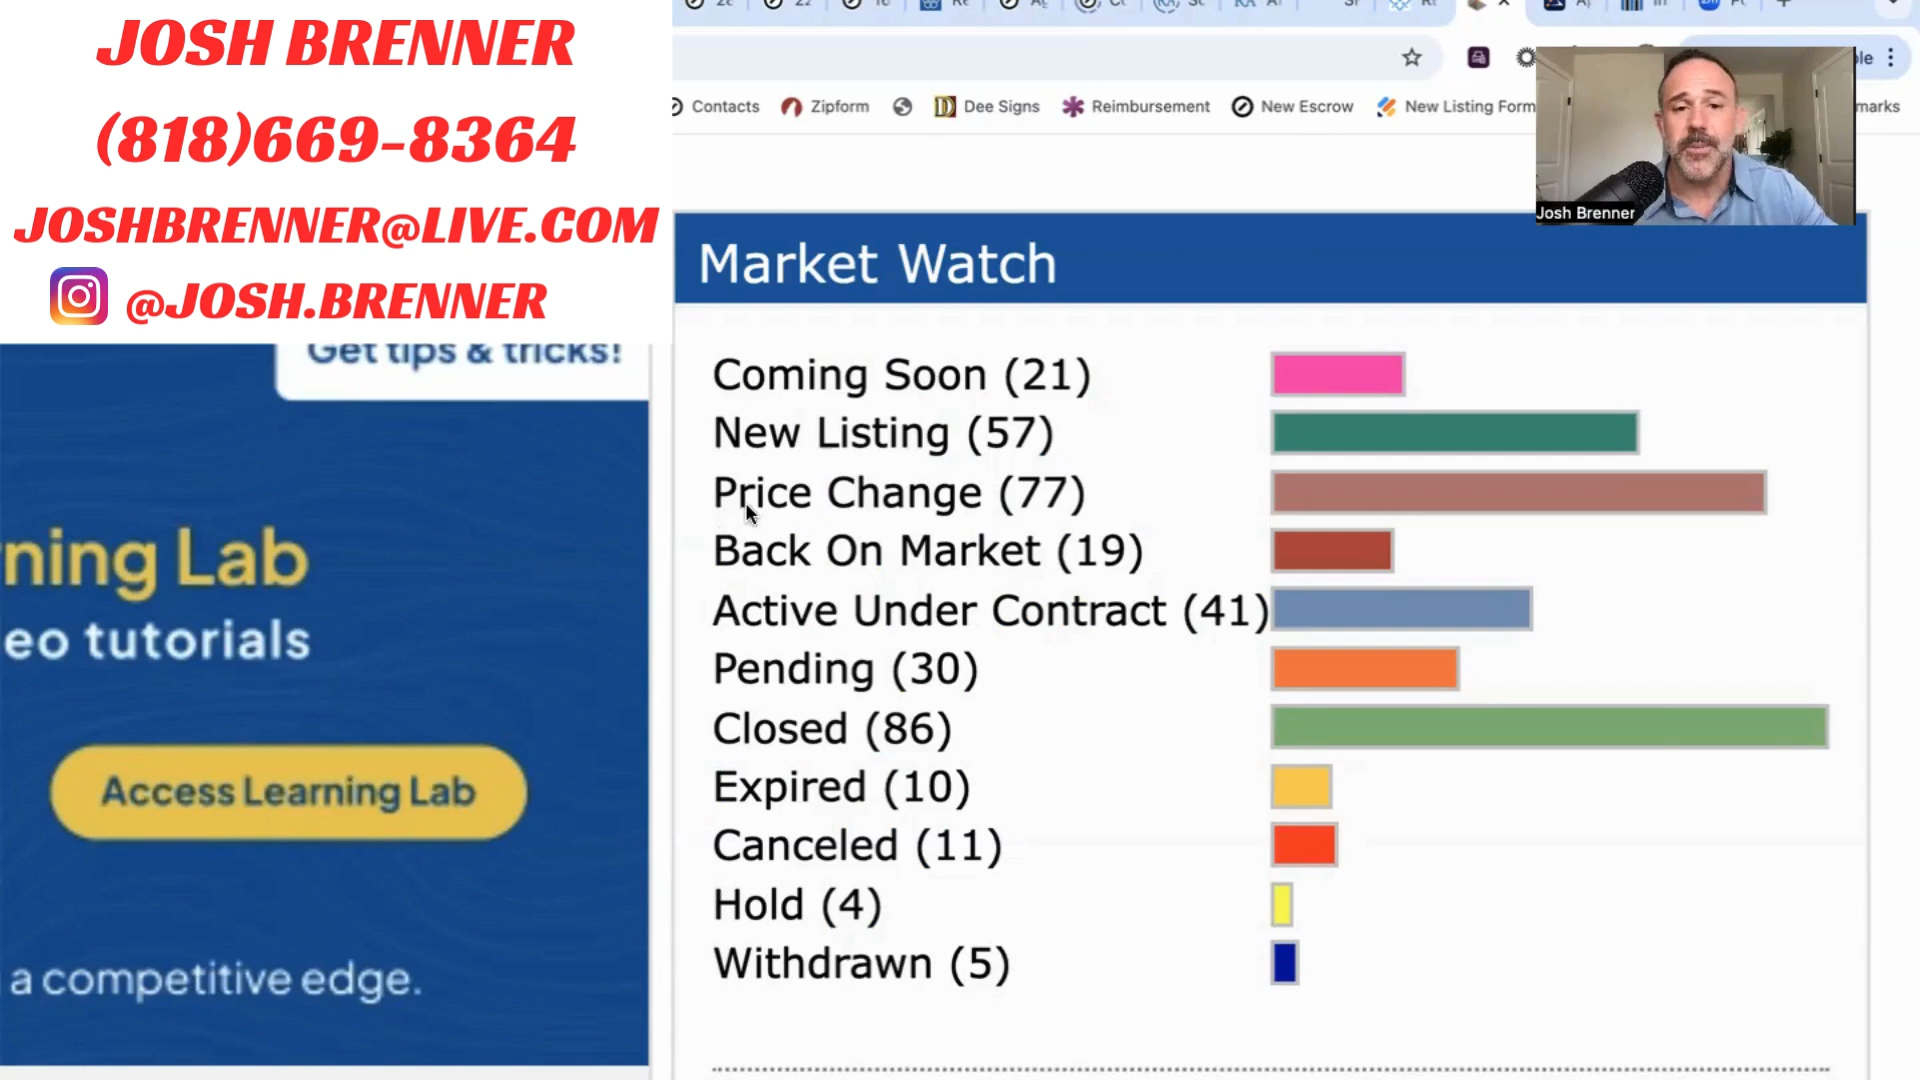 JOSH BRENNER
(818)669-8364
JOSHBRENNER@LIVE.COM
@JOSH.BRENNER
Contacts
Zipform
Dee Signs
Reimbursement
New Escrow
New Listing Form
marks
Josh Brenner
Get tips & tricks!
ning Lab
eo tutorials
Access Learning Lab
a competitive edge.
Market Watch
Coming Soon (21)
New Listing (57)
Price Change (77)
Back On Market (19)
Active Under Contract (41)
Pending (30)
Closed (86)
Expired (10)
Canceled (11)
Hold (4)
Withdrawn (5)